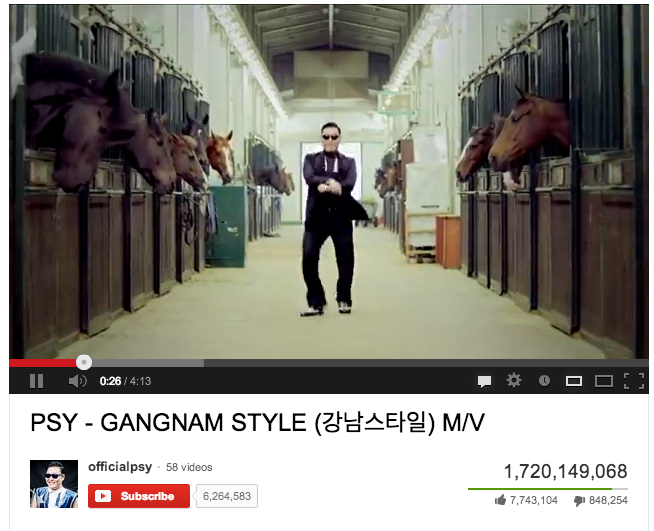 0:26 / 4:13
PSY - GANGNAM STYLE (강남스타일) M/V
officialpsy · 58 videos
Subscribe 6,264,583
1,720,149,068
7,743,104 848,254